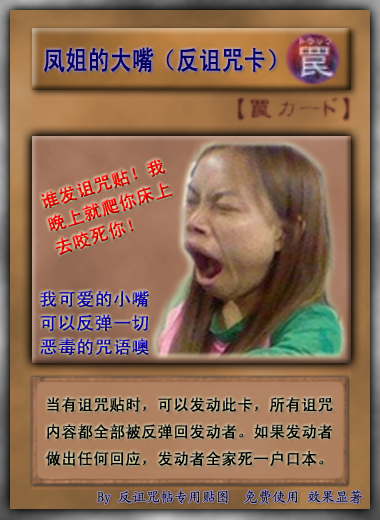 凤姐的大嘴（反诅咒卡）
トラップ
罠
【罠カード】
谁发诅咒贴！我
晚上就爬你床上
去咬死你！
我可爱的小嘴
可以反弹一切
恶毒的咒语噢
当有诅咒贴时，可以发动此卡，所有诅咒
内容都全部被反弹回发动者。如果发动者
做出任何回应，发动者全家死一户口本。
By 反诅咒帖专用贴图 免费使用 效果显著